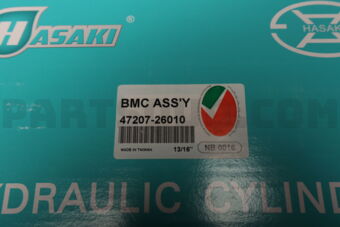 HASAKI
HASAKI
BMC ASS'Y
47207-26010
MADE IN TAIWAN
13/16"
NB 0016
YDRAULIC CYLIND